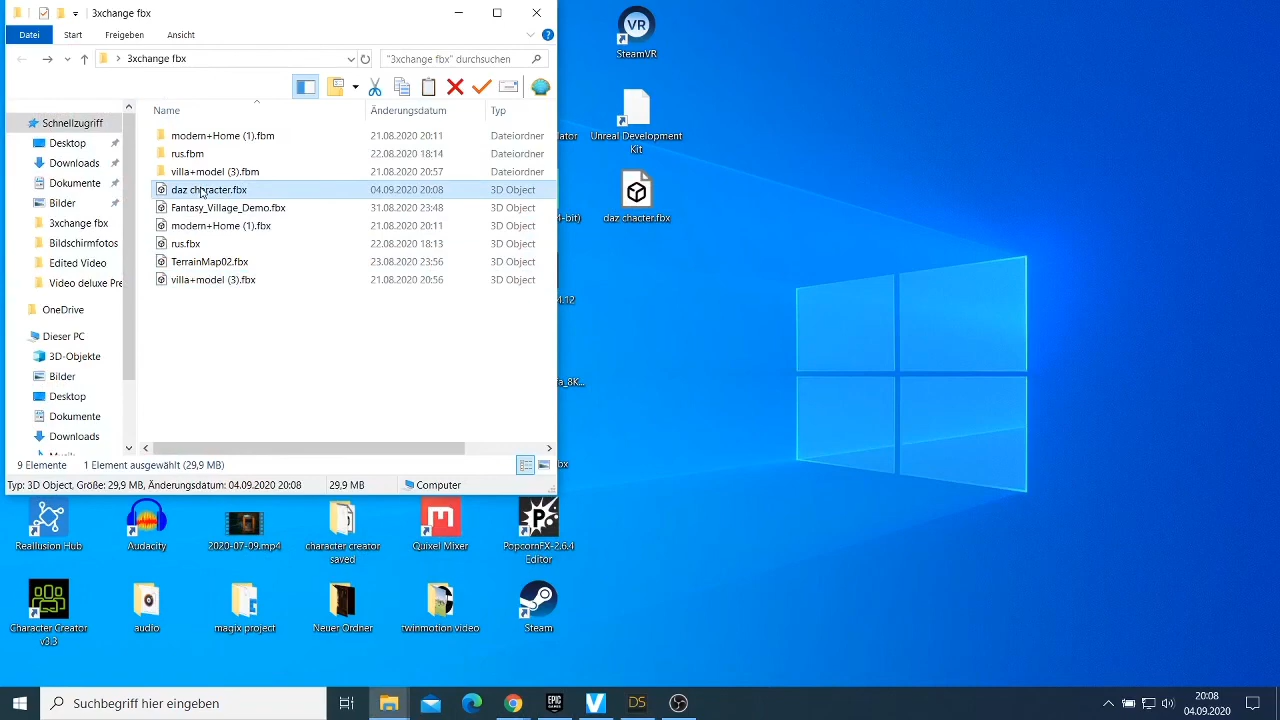 3xchange fbx
Datei Start Freigeben Ansicht
3xchange fbx "3xchange fbx" durchsuchen
Name Änderungsdatum Typ
modern+Home (1).fbm 21.08.2020 20:11 Dateiordner
rus.fbm 22.08.2020 18:14 Dateiordner
villa+model (3).fbm 21.08.2020 20:57 Dateiordner
daz chracter.fbx 04.09.2020 20:08 3D Object
Fantasy_Village_Demo.fbx 31.08.2020 23:48 3D Object
modern+Home (1).fbx 21.08.2020 20:11 3D Object
rus.fbx 22.08.2020 18:13 3D Object
TerrainMap02.fbx 23.08.2020 23:56 3D Object
villa+model (3).fbx 21.08.2020 20:56 3D Object
Schnellzugriff
Desktop
Downloads
Dokumente
Bilder
3xchange fbx
Bildschirmfotos
Edited Video
Video deluxe Pre
OneDrive
Dieser PC
3D-Objekte
Bilder
Desktop
Dokumente
Downloads
9 Elemente 1 Element ausgewählt (29,9 MB)
Typ: 3D Object, Größe: 29,9 MB, Änderungsdatum: 04.09.2020 20:08 29,9 MB Computer
VR
SteamVR
Unreal Development
Kit
daz chacter.fbx
Reallusion Hub
Audacity
2020-07-09.mp4
character creator
saved
Quixel Mixer
PopcornFX-2.6.4
Editor
Character Creator
v3.3
audio
magix project
Neuer Ordner
twinmotion video
Steam
Suchbegriff hier eingeben
EPIC
GAMES
V
DS
20:08
04.09.2020